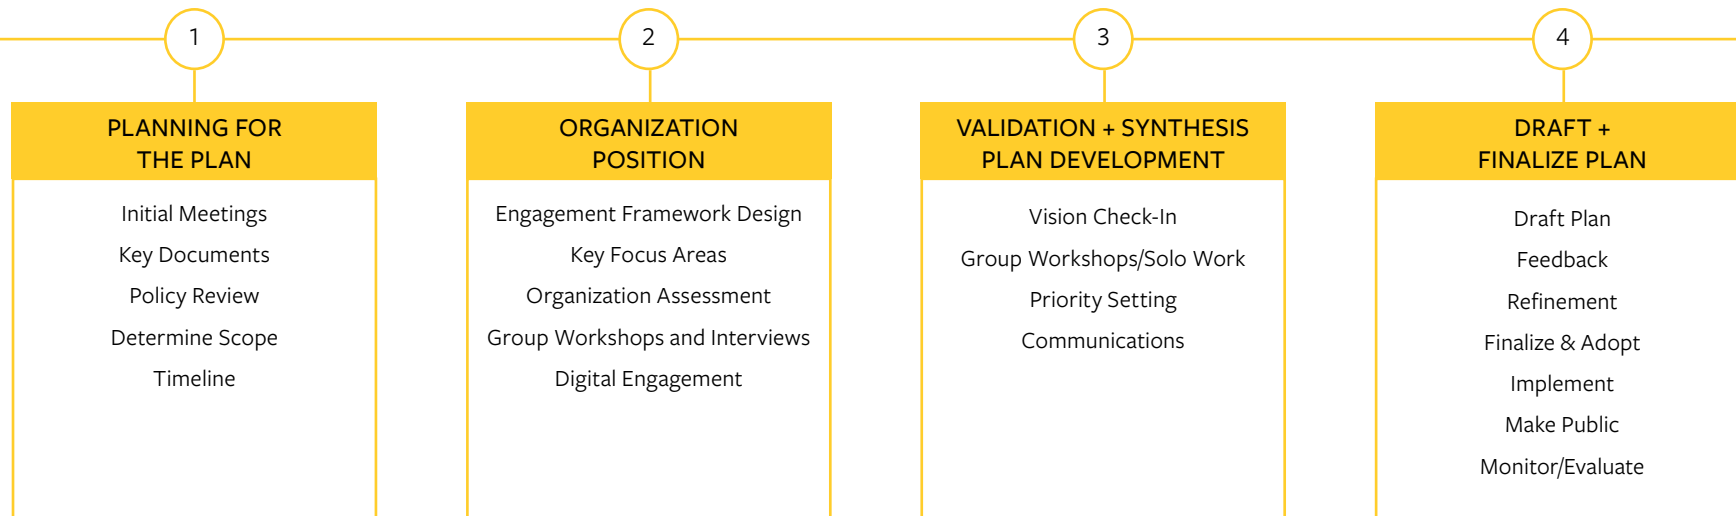 1
PLANNING FOR
THE PLAN
Initial Meetings
Key Documents
Policy Review
Determine Scope
Timeline
2
ORGANIZATION
POSITION
Engagement Framework Design
Key Focus Areas
Organization Assessment
Group Workshops and Interviews
Digital Engagement
3
VALIDATION + SYNTHESIS
PLAN DEVELOPMENT
Vision Check-In
Group Workshops/Solo Work
Priority Setting
Communications
4
DRAFT +
FINALIZE PLAN
Draft Plan
Feedback
Refinement
Finalize & Adopt
Implement
Make Public
Monitor/Evaluate